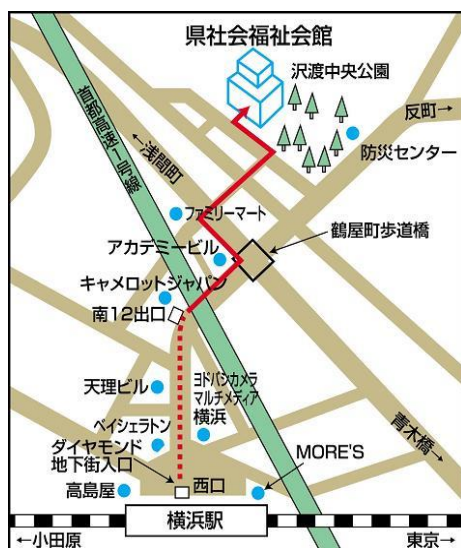 県社会福祉会館
沢渡中央公園
反町→
首都高速1号線
←浅間町
防災センター
ファミリーマート
鶴屋町歩道橋
アカデミービル
キャメロットジャパン
南12出口
天理ビル
ヨドバシカメラ
マルチメディア
横浜
ベイシェラトン
青木橋→
ダイヤモンド
地下街入口
MORE'S
高島屋
西口
横浜駅
←小田原
東京→